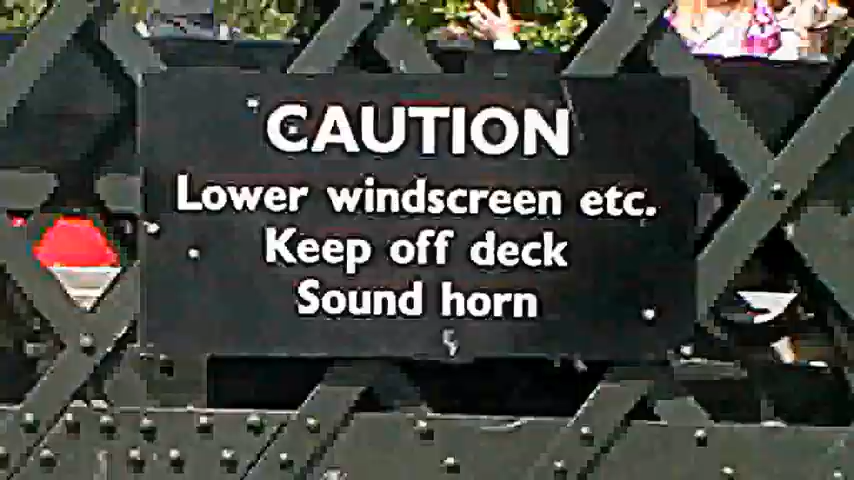 CAUTION
Lower windscreen etc.
Keep off deck
Sound horn